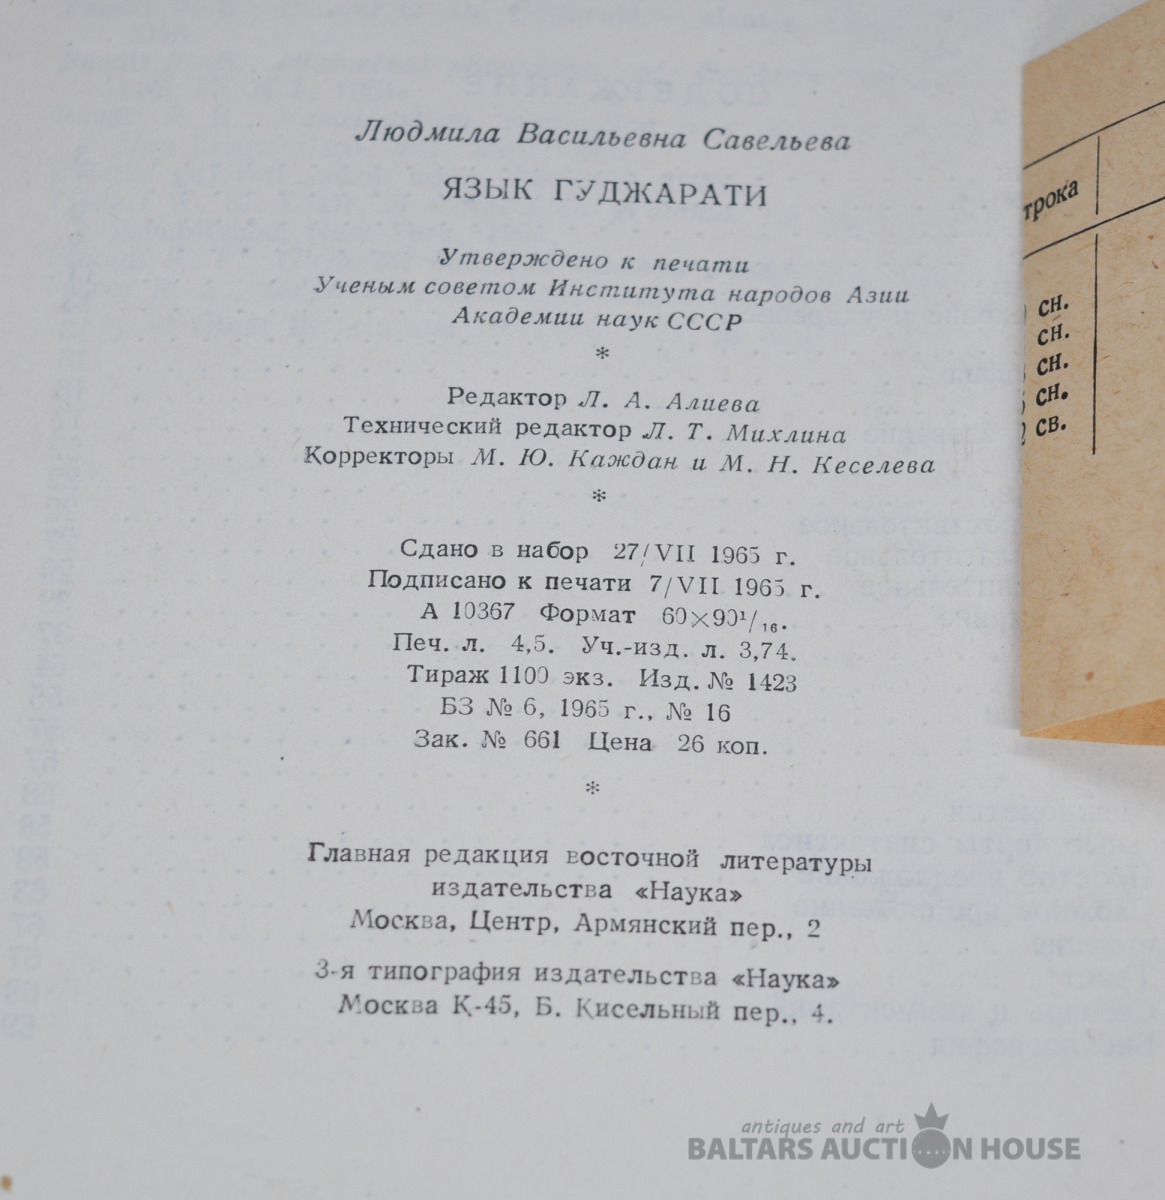 Людмила Васильевна Савельева
ЯЗЫК ГУДЖАРАТИ
Утверждено к печати
Ученым советом Института народов Азии
Академии наук СССР
*
Редактор Л. А. Алиева
Технический редактор Л. Т. Михлина
Корректоры М. Ю. Каждан и М. Н. Кеселева
*
Сдано в набор 27/VII 1965 г.
Подписано к печати 7/VII 1965 г.
А 10367 Формат 60×90¹/₁₆.
Печ. л. 4,5. Уч.-изд. л. 3,74.
Тираж 1100 экз. Изд. № 1423
БЗ № 6, 1965 г., № 16
Зак. № 661 Цена 26 коп.
*
Главная редакция восточной литературы
издательства «Наука»
Москва, Центр, Армянский пер., 2
3-я типография издательства «Наука»
Москва К-45, Б. Кисельный пер., 4.
трока
сн.
сн.
сн.
сн.
св.
antiques and art
BALTARS AUCTION HOUSE